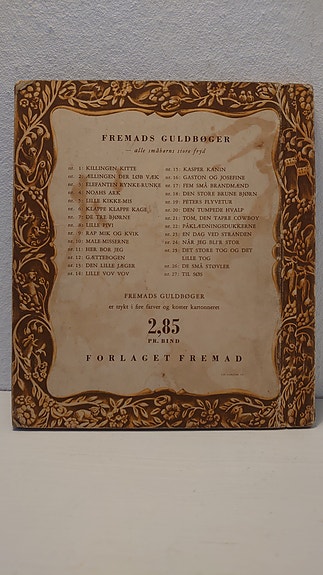 FREMADS GULDBØGER
— alle småbørns store fryd
nr. 1: KILLINGEN KITTE
nr. 2: ÆLLINGEN DER LØB VÆK
nr. 3: ELEFANTEN RYNKE-RUNKE
nr. 4: NOAHS ARK
nr. 5: LILLE KIKKE-MIS
nr. 6: KLAPPE KLAPPE KAGE
nr. 7: DE TRE BJØRNE
nr. 8: LILLE PIVI
nr. 9: RAP MIK OG KVIK
nr. 10: MALE-MISSERNE
nr. 11: HER BOR JEG
nr. 12: GÆTTEBOGEN
nr. 13: DEN LILLE JÆGER
nr. 14: LILLE VOV VOV
nr. 15: KASPER KANIN
nr. 16: GASTON OG JOSEFINE
nr. 17: FEM SMÅ BRANDMÆND
nr. 18: DEN STORE BRUNE BJØRN
nr. 19: PETERS FLYVETUR
nr. 20: DEN TUMPEDE HVALP
nr. 21: TOM, DEN TAPRE COWBOY
nr. 22: PÅKLÆDNINGSDUKKERNE
nr. 23: EN DAG VED STRANDEN
nr. 24: NÅR JEG BLI'R STOR
nr. 25: DET STORE TOG OG DET
LILLE TOG
nr. 26: DE SMÅ STØVLER
nr. 27: TIL SØS
FREMADS GULDBØGER
er trykt i fire farver og koster kartonneret
2,85
PR. BIND
FORLAGET FREMAD